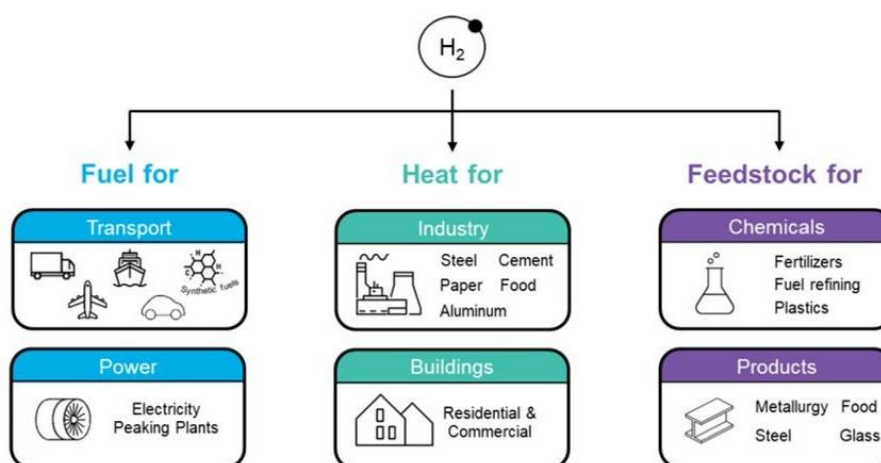 H2
Fuel for
Heat for
Feedstock for
Transport
C H H
Synthetic fuels
Industry
Steel Cement
Paper Food
Aluminum
Chemicals
Fertilizers
Fuel refining
Plastics
Power
Electricity
Peaking Plants
Buildings
Residential &
Commercial
Products
Metallurgy Food
Steel Glass